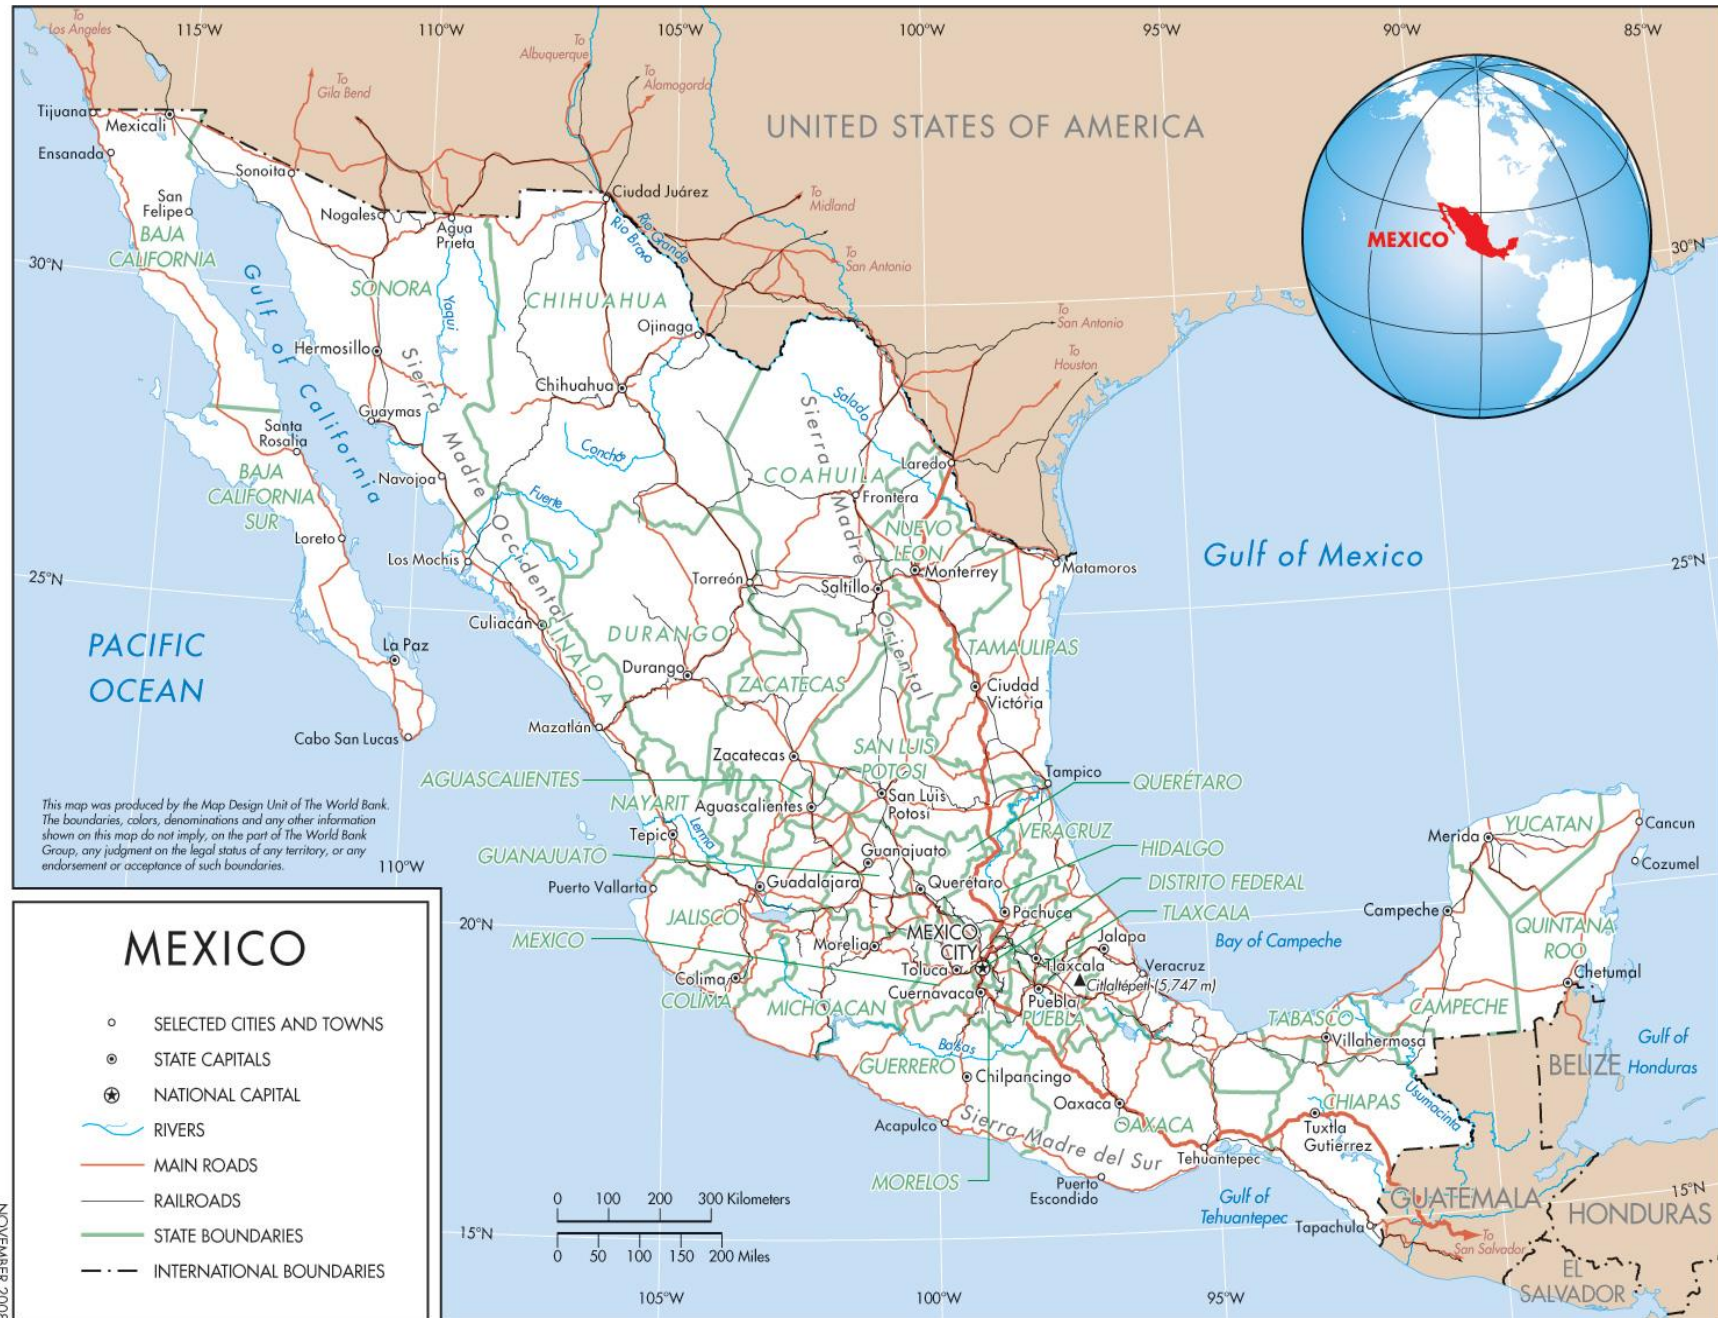 To
Los Angeles
115°W
110°W
To
Albuquerque
105°W
100°W
95°W
90°W
85°W
To
Gila Bend
To
Alamogordo
Tijuana
Mexicali
UNITED STATES OF AMERICA
Ensanada
Sonoita
San
Felipe
Nogales
Agua
Prieta
Ciudad Juárez
To
Midland
Rio Grande
Rio Bravo
To
San Antonio
MEXICO
30°N
30°N
BAJA
CALIFORNIA
Gulf of California
SONORA
Yaqui
CHIHUAHUA
Ojinaga
To
San Antonio
To
Houston
Hermosillo
Sierra Madre Occidental
Chihuahua
Guaymas
Sierra Madre Oriental
Salado
Santa
Rosalia
Concho
COAHUILA
Laredo
BAJA
CALIFORNIA
SUR
Navojoa
Fuerte
Frontera
NUEVO
LEON
Loreto
Los Mochis
Torreón
Saltillo
Monterrey
Matamoros
Gulf of Mexico
25°N
25°N
Culiacán
SINALOA
DURANGO
TAMAULIPAS
PACIFIC
OCEAN
La Paz
Durango
ZACATECAS
Ciudad
Victória
Cabo San Lucas
Mazatlán
Zacatecas
SAN LUIS
POTOSI
Tampico
AGUASCALIENTES
QUERÉTARO
This map was produced by the Map Design Unit of The World Bank.
The boundaries, colors, denominations and any other information
shown on this map do not imply, on the part of The World Bank
Group, any judgment on the legal status of any territory, or any
endorsement or acceptance of such boundaries.
110°W
NAYARIT
Aguascalientes
San Luis
Potosí
Tepic
Lerma
VERACRUZ
Merida
YUCATAN
Cancun
GUANAJUATO
Guanajuato
HIDALGO
Cozumel
Puerto Vallarta
Guadalajara
Querétaro
DISTRITO FEDERAL
20°N
JALISCO
Pachuca
TLAXCALA
Campeche
QUINTANA
ROO
MEXICO
Morelia
MEXICO
CITY
Jalapa
Bay of Campeche
Colima
Toluca
Tlaxcala
Veracruz
Chetumal
COLIMA
MICHOACAN
Cuernavaca
Puebla
Citlaltépetl (5,747 m)
PUEBLA
TABASCO
CAMPECHE
Balsas
Villahermosa
GUERRERO
BELIZE
Gulf of
Honduras
Chilpancingo
Oaxaca
CHIAPAS
Usumacinta
Acapulco
Sierra Madre del Sur
OAXACA
Tuxtla
Gutiérrez
Tehuantepec
MORELOS
Puerto
Escondido
Gulf of
Tehuantepec
GUATEMALA
15°N
HONDURAS
Tapachula
To
San Salvador
EL
SALVADOR
15°N
0 100 200 300 Kilometers
0 50 100 150 200 Miles
105°W
100°W
95°W
MEXICO
SELECTED CITIES AND TOWNS
STATE CAPITALS
NATIONAL CAPITAL
RIVERS
MAIN ROADS
RAILROADS
STATE BOUNDARIES
INTERNATIONAL BOUNDARIES